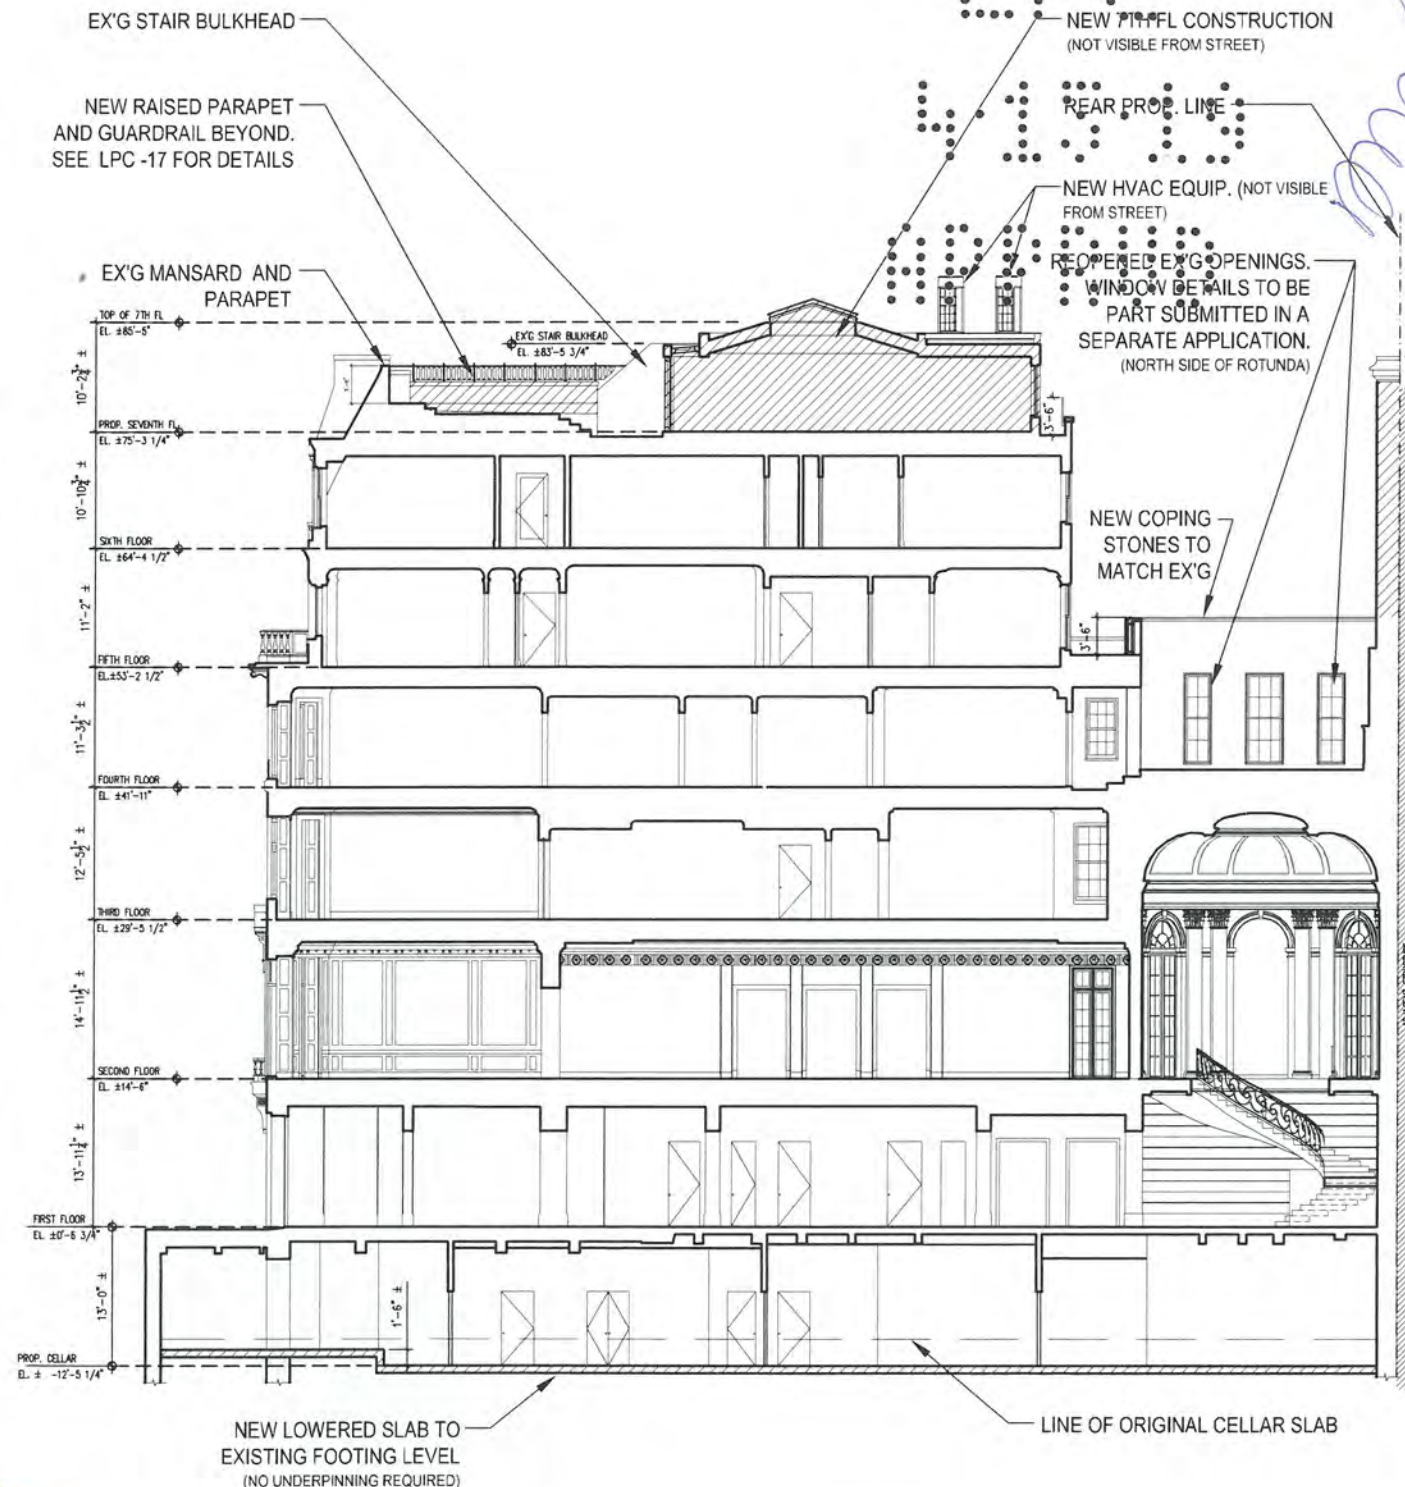 EX'G STAIR BULKHEAD
NEW 7TH FL CONSTRUCTION
(NOT VISIBLE FROM STREET)
NEW RAISED PARAPET
AND GUARDRAIL BEYOND.
SEE LPC -17 FOR DETAILS
4-15-19
REAR PROP. LINE
NEW HVAC EQUIP. (NOT VISIBLE
FROM STREET)
EX'G MANSARD AND
PARAPET
REOPENED EX'G OPENINGS.
WINDOW DETAILS TO BE
PART SUBMITTED IN A
SEPARATE APPLICATION.
(NORTH SIDE OF ROTUNDA)
TOP OF 7TH FL
EL. ±85'-5"
EX'G STAIR BULKHEAD
EL. ±83'-5 3/4"
10'-2¾" ±
3'-6"
PROP. SEVENTH FL
EL. ±75'-3 1/4"
10'-10¾" ±
NEW COPING
STONES TO
MATCH EX'G
SIXTH FLOOR
EL. ±64'-4 1/2"
11'-2" ±
3'-6"
FIFTH FLOOR
EL.±53'-2 1/2"
11'-3½" ±
FOURTH FLOOR
EL. ±41'-11"
12'-5½" ±
THIRD FLOOR
EL. ±29'-5 1/2"
14'-11½" ±
SECOND FLOOR
EL. ±14'-6"
13'-11¼" ±
FIRST FLOOR
EL. ±0'-6 3/4"
13'-0" ±
1'-6" ±
PROP. CELLAR
EL. ± -12'-5 1/4"
NEW LOWERED SLAB TO
EXISTING FOOTING LEVEL
(NO UNDERPINNING REQUIRED)
LINE OF ORIGINAL CELLAR SLAB